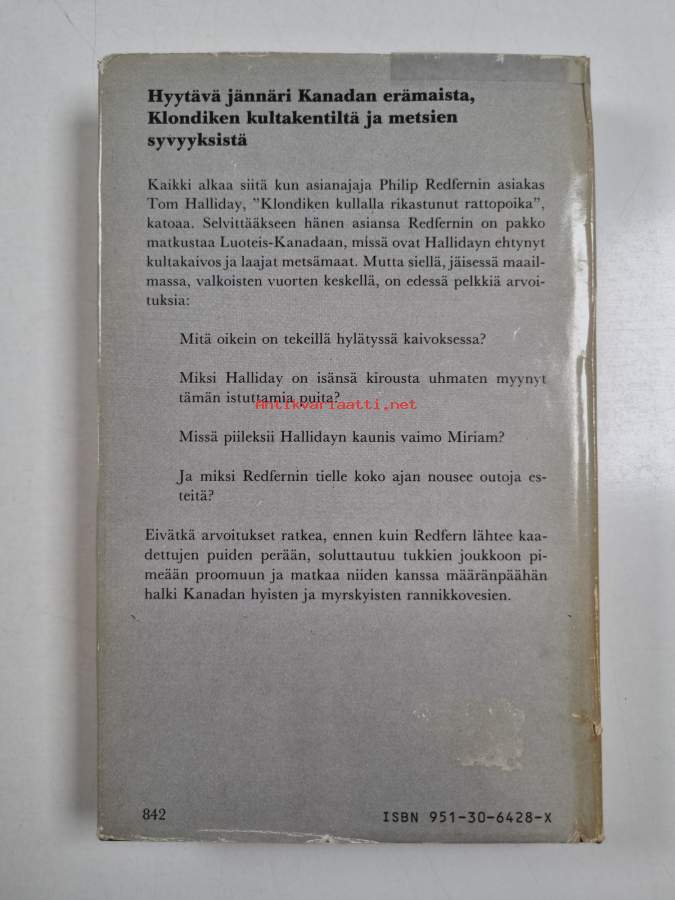 Hyytävä jännäri Kanadan erämaista,
Klondiken kultakentiltä ja metsien
syvyyksistä
Kaikki alkaa siitä kun asianajaja Philip Redfernin asiakas
Tom Halliday, "Klondiken kullalla rikastunut rattopoika",
katoaa. Selvittääkseen hänen asiansa Redfernin on pakko
matkustaa Luoteis-Kanadaan, missä ovat Hallidayn ehtynyt
kultakaivos ja laajat metsämaat. Mutta siellä, jäisessä maail-
massa, valkoisten vuorten keskellä, on edessä pelkkiä arvoi-
tuksia:
Mitä oikein on tekeillä hylätyssä kaivoksessa?
Miksi Halliday on isänsä kirousta uhmaten myynyt
tämän istuttamia puita?
Antikvariaatti.net
Missä piileksii Hallidayn kaunis vaimo Miriam?
Ja miksi Redfernin tielle koko ajan nousee outoja es-
teitä?
Eivätkä arvoitukset ratkea, ennen kuin Redfern lähtee kaa-
dettujen puiden perään, soluttautuu tukkien joukkoon pi-
meään proomuun ja matkaa niiden kanssa määränpäähän
halki Kanadan hyisten ja myrskyisten rannikkovesien.
842
ISBN 951-30-6428-X